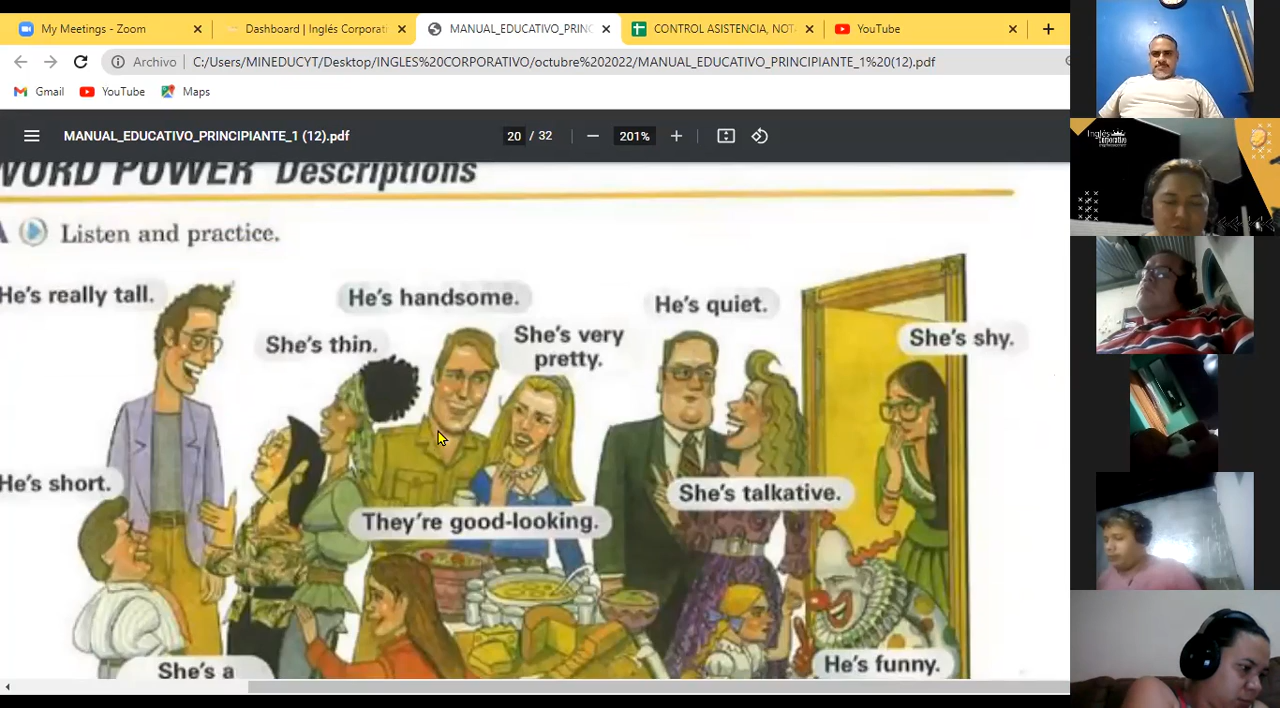 My Meetings - Zoom
Dashboard | Inglés Corporati
MANUAL_EDUCATIVO_PRINC
CONTROL ASISTENCIA, NOT
YouTube
Archivo
C:/Users/MINEDUCYT/Desktop/INGLES%20CORPORATIVO/octubre%202022/MANUAL_EDUCATIVO_PRINCIPIANTE_1%20(12).pdf
Gmail
YouTube
Maps
MANUAL_EDUCATIVO_PRINCIPIANTE_1 (12).pdf
20 / 32
201%
WORD POWER Descriptions
A Listen and practice.
He's really tall.
He's handsome.
He's quiet.
She's thin.
She's very
pretty.
She's shy.
He's short.
They're good-looking.
She's talkative.
She's a
He's funny.
Inglés
Corporativo